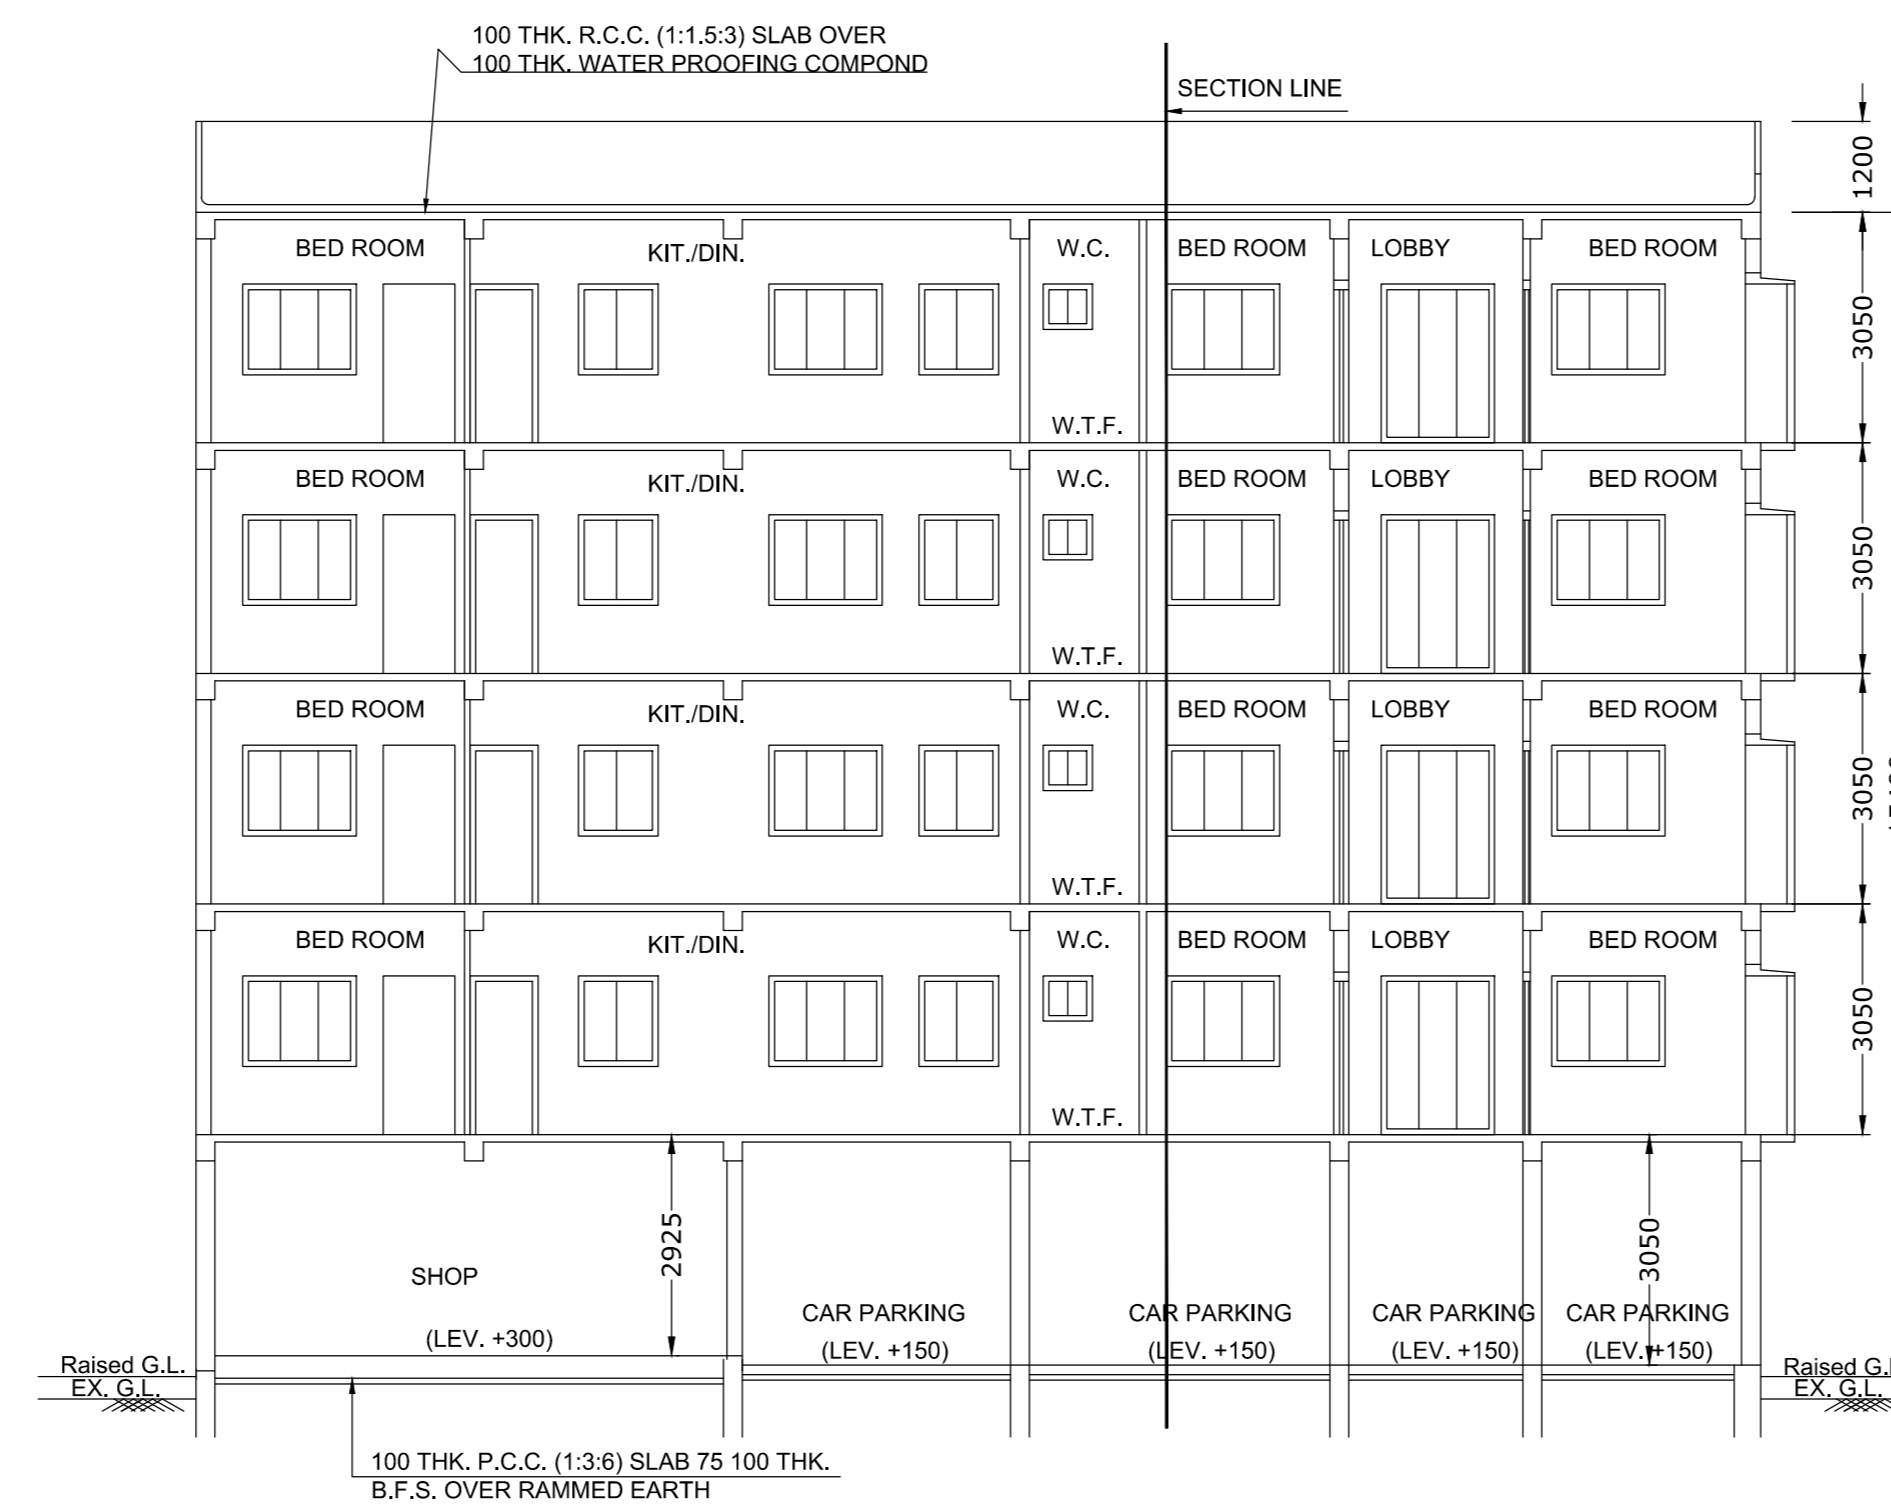 100 THK. R.C.C. (1:1.5:3) SLAB OVER
100 THK. WATER PROOFING COMPOND
SECTION LINE
1200
BED ROOM KIT./DIN. W.C. BED ROOM LOBBY BED ROOM
3050
W.T.F.
BED ROOM KIT./DIN. W.C. BED ROOM LOBBY BED ROOM
3050
W.T.F.
BED ROOM KIT./DIN. W.C. BED ROOM LOBBY BED ROOM
3050
W.T.F.
BED ROOM KIT./DIN. W.C. BED ROOM LOBBY BED ROOM
3050
W.T.F.
2925
3050
SHOP
CAR PARKING CAR PARKING CAR PARKING CAR PARKING
(LEV. +300)
(LEV. +150) (LEV. +150) (LEV. +150) (LEV. +150)
Raised G.L. Raised G.
EX. G.L. EX. G.L.
100 THK. P.C.C. (1:3:6) SLAB 75 100 THK.
B.F.S. OVER RAMMED EARTH